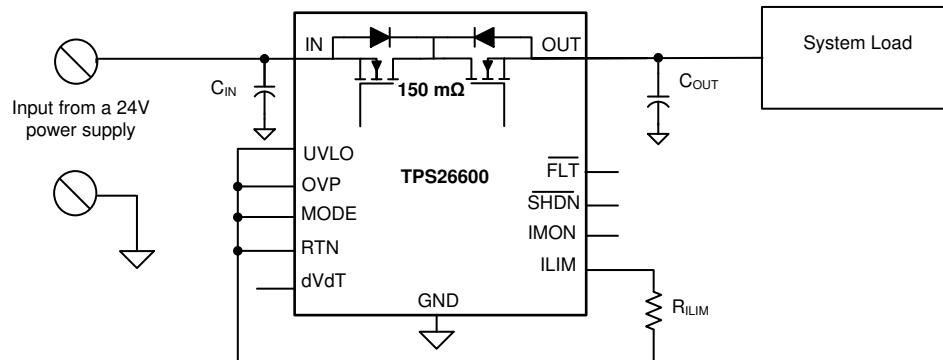 IN
OUT
System Load
C_IN
150 mΩ
C_OUT
Input from a 24V
power supply
UVLO
TPS26600
FLT
OVP
SHDN
MODE
IMON
RTN
ILIM
dVdT
GND
R_ILIM